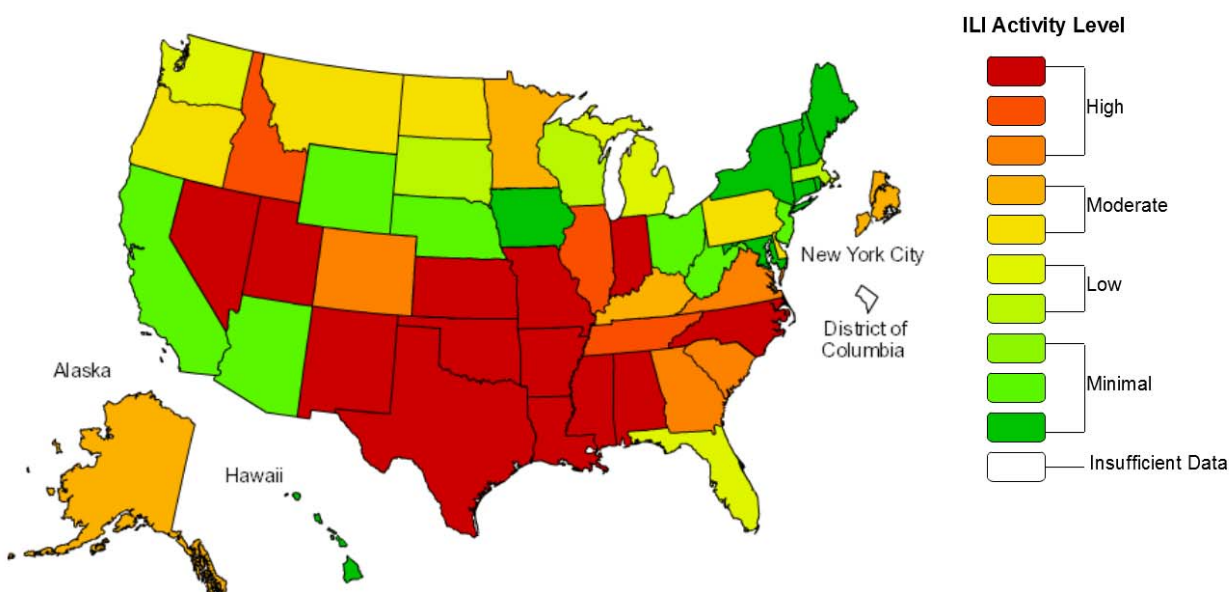 ILI Activity Level
High
Moderate
Low
Minimal
Insufficient Data
New York City
District of
Columbia
Alaska
Hawaii